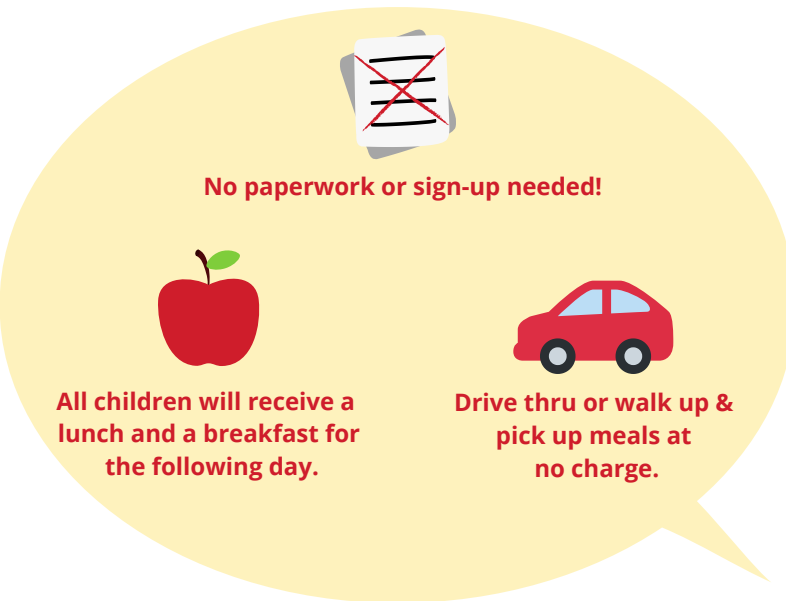 No paperwork or sign-up needed!
All children will receive a
lunch and a breakfast for
the following day.
Drive thru or walk up &
pick up meals at
no charge.